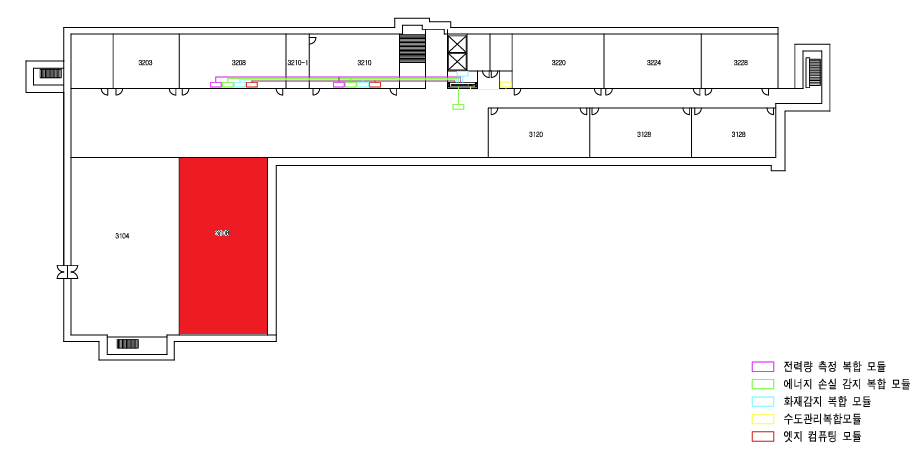 3203
3208
3210-1
3210
3220
3224
3228
3120
3128
3128
3104
전력량 측정 복합 모듈
에너지 손실 감지 복합 모듈
화재감지 복합 모듈
수도관리복합모듈
엣지 컴퓨팅 모듈